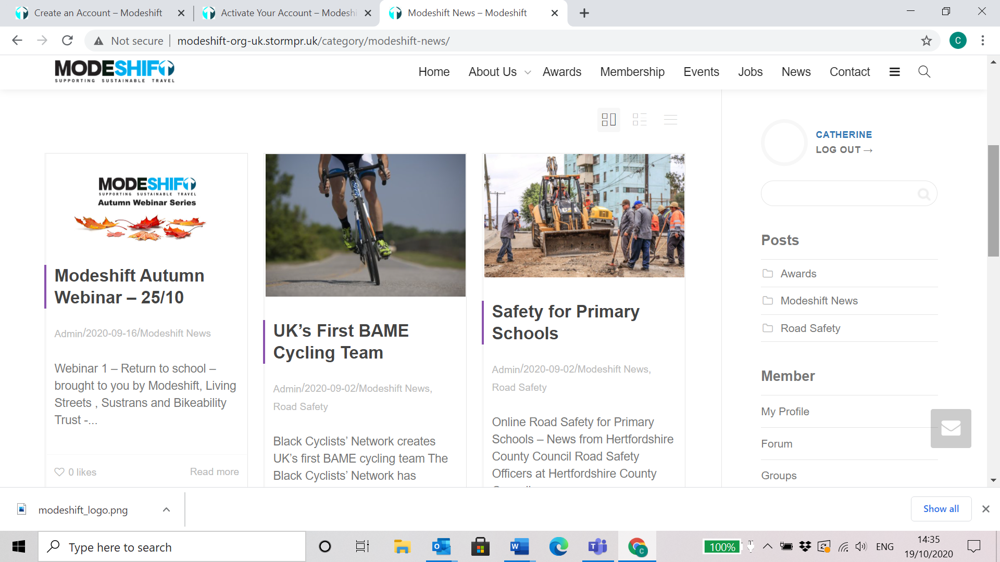 Create an Account – Modeshift
Activate Your Account – Modeshi
Modeshift News – Modeshift
Not secure
modeshift-org-uk.stormpr.uk/category/modeshift-news/
C
MODESHIFT
SUPPORTING SUSTAINABLE TRAVEL
Home
About Us
Awards
Membership
Events
Jobs
News
Contact
MODESHIFT
SUPPORTING SUSTAINABLE TRAVEL
Autumn Webinar Series
Modeshift Autumn
Webinar – 25/10
Admin/2020-09-16/Modeshift News
Webinar 1 – Return to school –
brought to you by Modeshift, Living
Streets , Sustrans and Bikeability
Trust -...
0 likes
Read more
UK’s First BAME
Cycling Team
Admin/2020-09-02/Modeshift News,
Road Safety
Black Cyclists’ Network creates
UK’s first BAME cycling team The
Black Cyclists’ Network has
CAT
Safety for Primary
Schools
Admin/2020-09-02/Modeshift News,
Road Safety
Online Road Safety for Primary
Schools – News from Hertfordshire
County Council Road Safety
Officers at Hertfordshire County
CATHERINE
LOG OUT →
Posts
Awards
Modeshift News
Road Safety
Member
My Profile
Forum
Groups
modeshift_logo.png
Show all
Type here to search
100%
ENG
14:35
19/10/2020